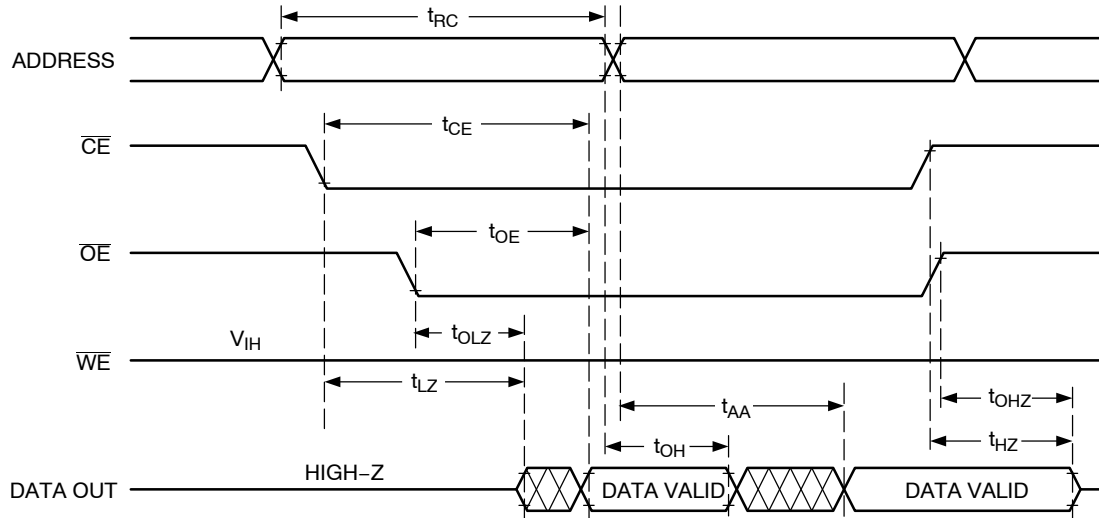 tRC
ADDRESS
tCE
CE
tOE
OE
tOLZ
VIH
WE
tLZ
tAA
tOHZ
tOH
tHZ
HIGH–Z
DATA OUT
DATA VALID
DATA VALID